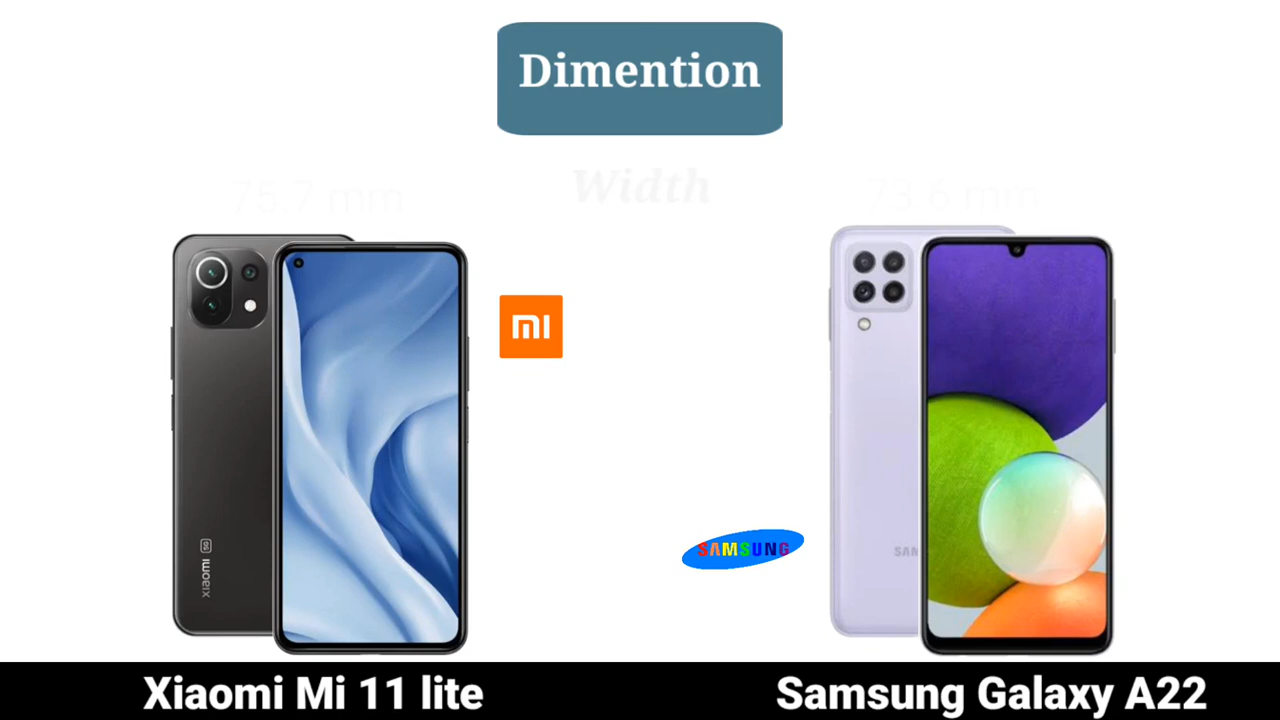 Dimention
75.7 mm
Width
73.6 mm
mi
SAMSUNG
xiaomi 5G
SAM
Xiaomi Mi 11 lite
Samsung Galaxy A22